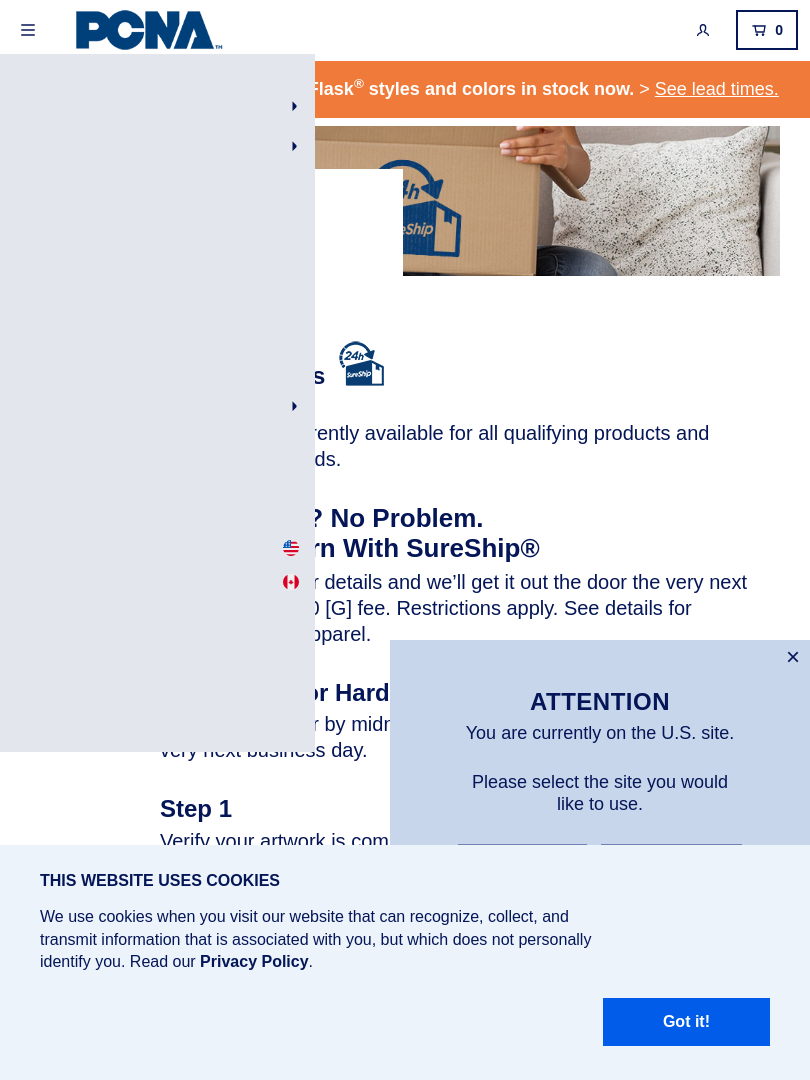 PCNA™
0
Flask® styles and colors in stock now. > See lead times.
24h
SureShip
s
24h
SureShip
rently available for all qualifying products and
ds.
? No Problem.
rn With SureShip®
r details and we’ll get it out the door the very next
0 [G] fee. Restrictions apply. See details for
pparel.
or Hard
r by midn
very next business day.
Step 1
Verify your artwork is com
×
ATTENTION
You are currently on the U.S. site.
Please select the site you would
like to use.
THIS WEBSITE USES COOKIES
We use cookies when you visit our website that can recognize, collect, and
transmit information that is associated with you, but which does not personally
identify you. Read our Privacy Policy.
Got it!